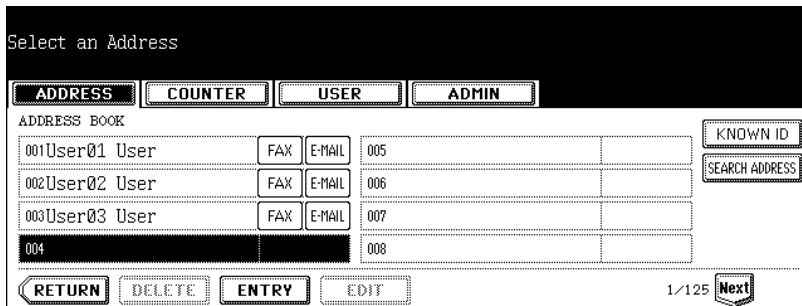 Select an Address
ADDRESS COUNTER USER ADMIN
ADDRESS BOOK
KNOWN ID
SEARCH ADDRESS
001User01 User FAX E-MAIL 005
002User02 User FAX E-MAIL 006
003User03 User FAX E-MAIL 007
004 008
RETURN DELETE ENTRY EDIT 1/125 Next